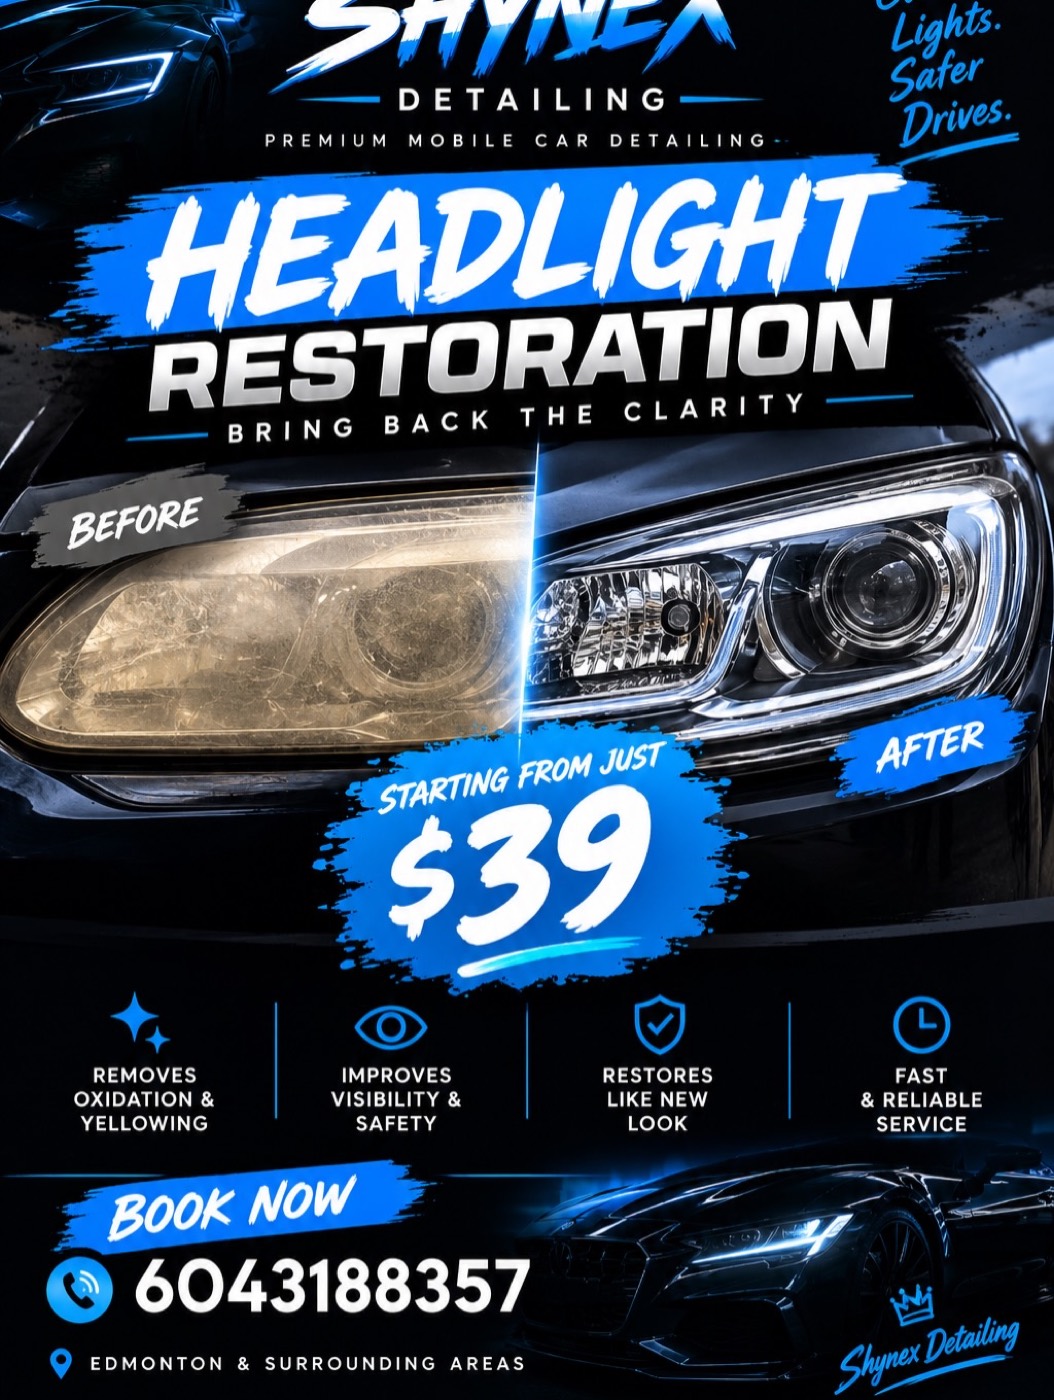 SHYNEX
DETAILING
PREMIUM MOBILE CAR DETAILING
Lights.
Safer
Drives.
HEADLIGHT
RESTORATION
BRING BACK THE CLARITY
BEFORE
AFTER
STARTING FROM JUST
$39
REMOVES
OXIDATION &
YELLOWING
IMPROVES
VISIBILITY &
SAFETY
RESTORES
LIKE NEW
LOOK
FAST
& RELIABLE
SERVICE
BOOK NOW
6043188357
EDMONTON & SURROUNDING AREAS
Shynex Detailing